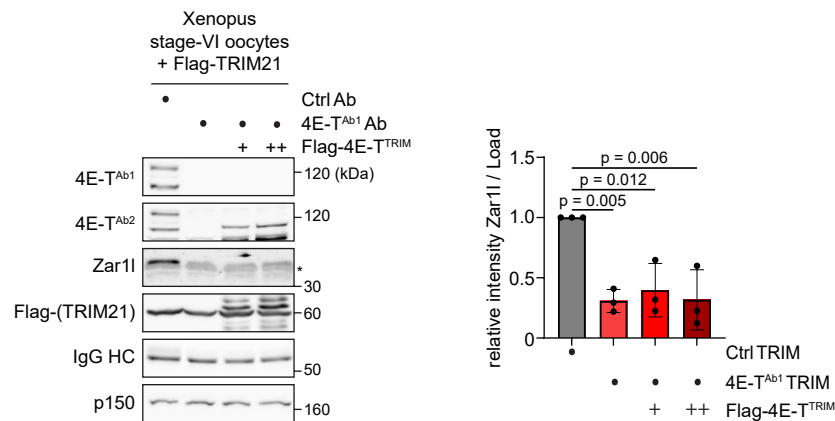 Xenopus
stage-VI oocytes
+ Flag-TRIM21
• Ctrl Ab
• • • 4E-T^Ab1 Ab
+ ++ Flag-4E-T^TRIM
4E-T^Ab1
120 (kDa)
4E-T^Ab2
120
Zar1l
*
30
Flag-(TRIM21)
60
IgG HC
50
p150
160
relative intensity Zar1l / Load
1.5
1.0
0.5
0.0
p = 0.006
p = 0.012
p = 0.005
• Ctrl TRIM
• • • 4E-T^Ab1 TRIM
+ ++ Flag-4E-T^TRIM